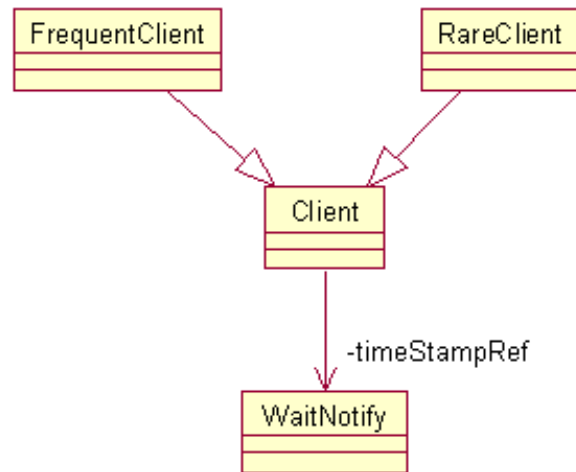 FrequentClient
RareClient
Client
-timeStampRef
WaitNotify